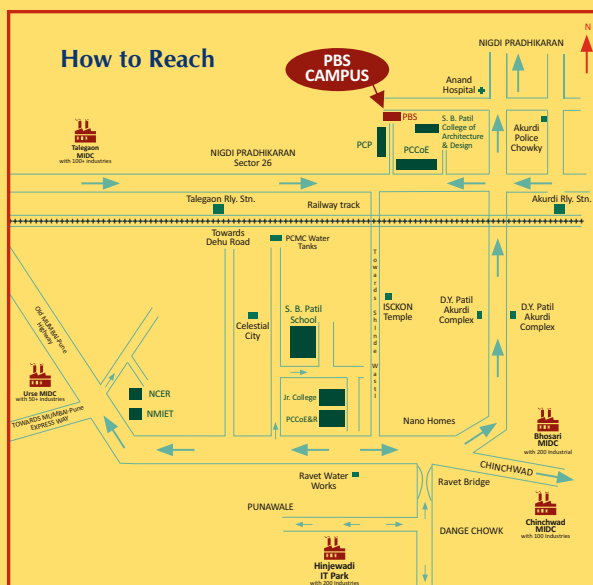 N
NIGDI PRADHIKARAN
How to Reach
PBS
CAMPUS
Anand
Hospital
PBS
S. B. Patil
College of
Architecture
& Design
Akurdi
Police
Chowky
PCP
PCCoE
Talegaon
MIDC
with 100+ industries
NIGDI PRADHIKARAN
Sector 26
Talegaon Rly. Stn.
Railway track
Akurdi Rly. Stn.
Towards
Dehu Road
PCMC Water
Tanks
Towards Shinde Wasti
Old MUMBAI-Pune
Highway
Celestial
City
S. B. Patil
School
ISCKON
Temple
D.Y. Patil
Akurdi
Complex
D.Y. Patil
Akurdi
Complex
Urse MIDC
with 50+ industries
NCER
NMIET
Jr. College
PCCoE&R
TOWARDS MUMBAI-Pune
EXPRESS WAY
Nano Homes
Bhosari
MIDC
with 200 Industrial
CHINCHWAD
Ravet Water
Works
Ravet Bridge
PUNAWALE
DANGE CHOWK
Chinchwad
MIDC
with 100 Industries
Hinjewadi
IT Park
with 200 Industries